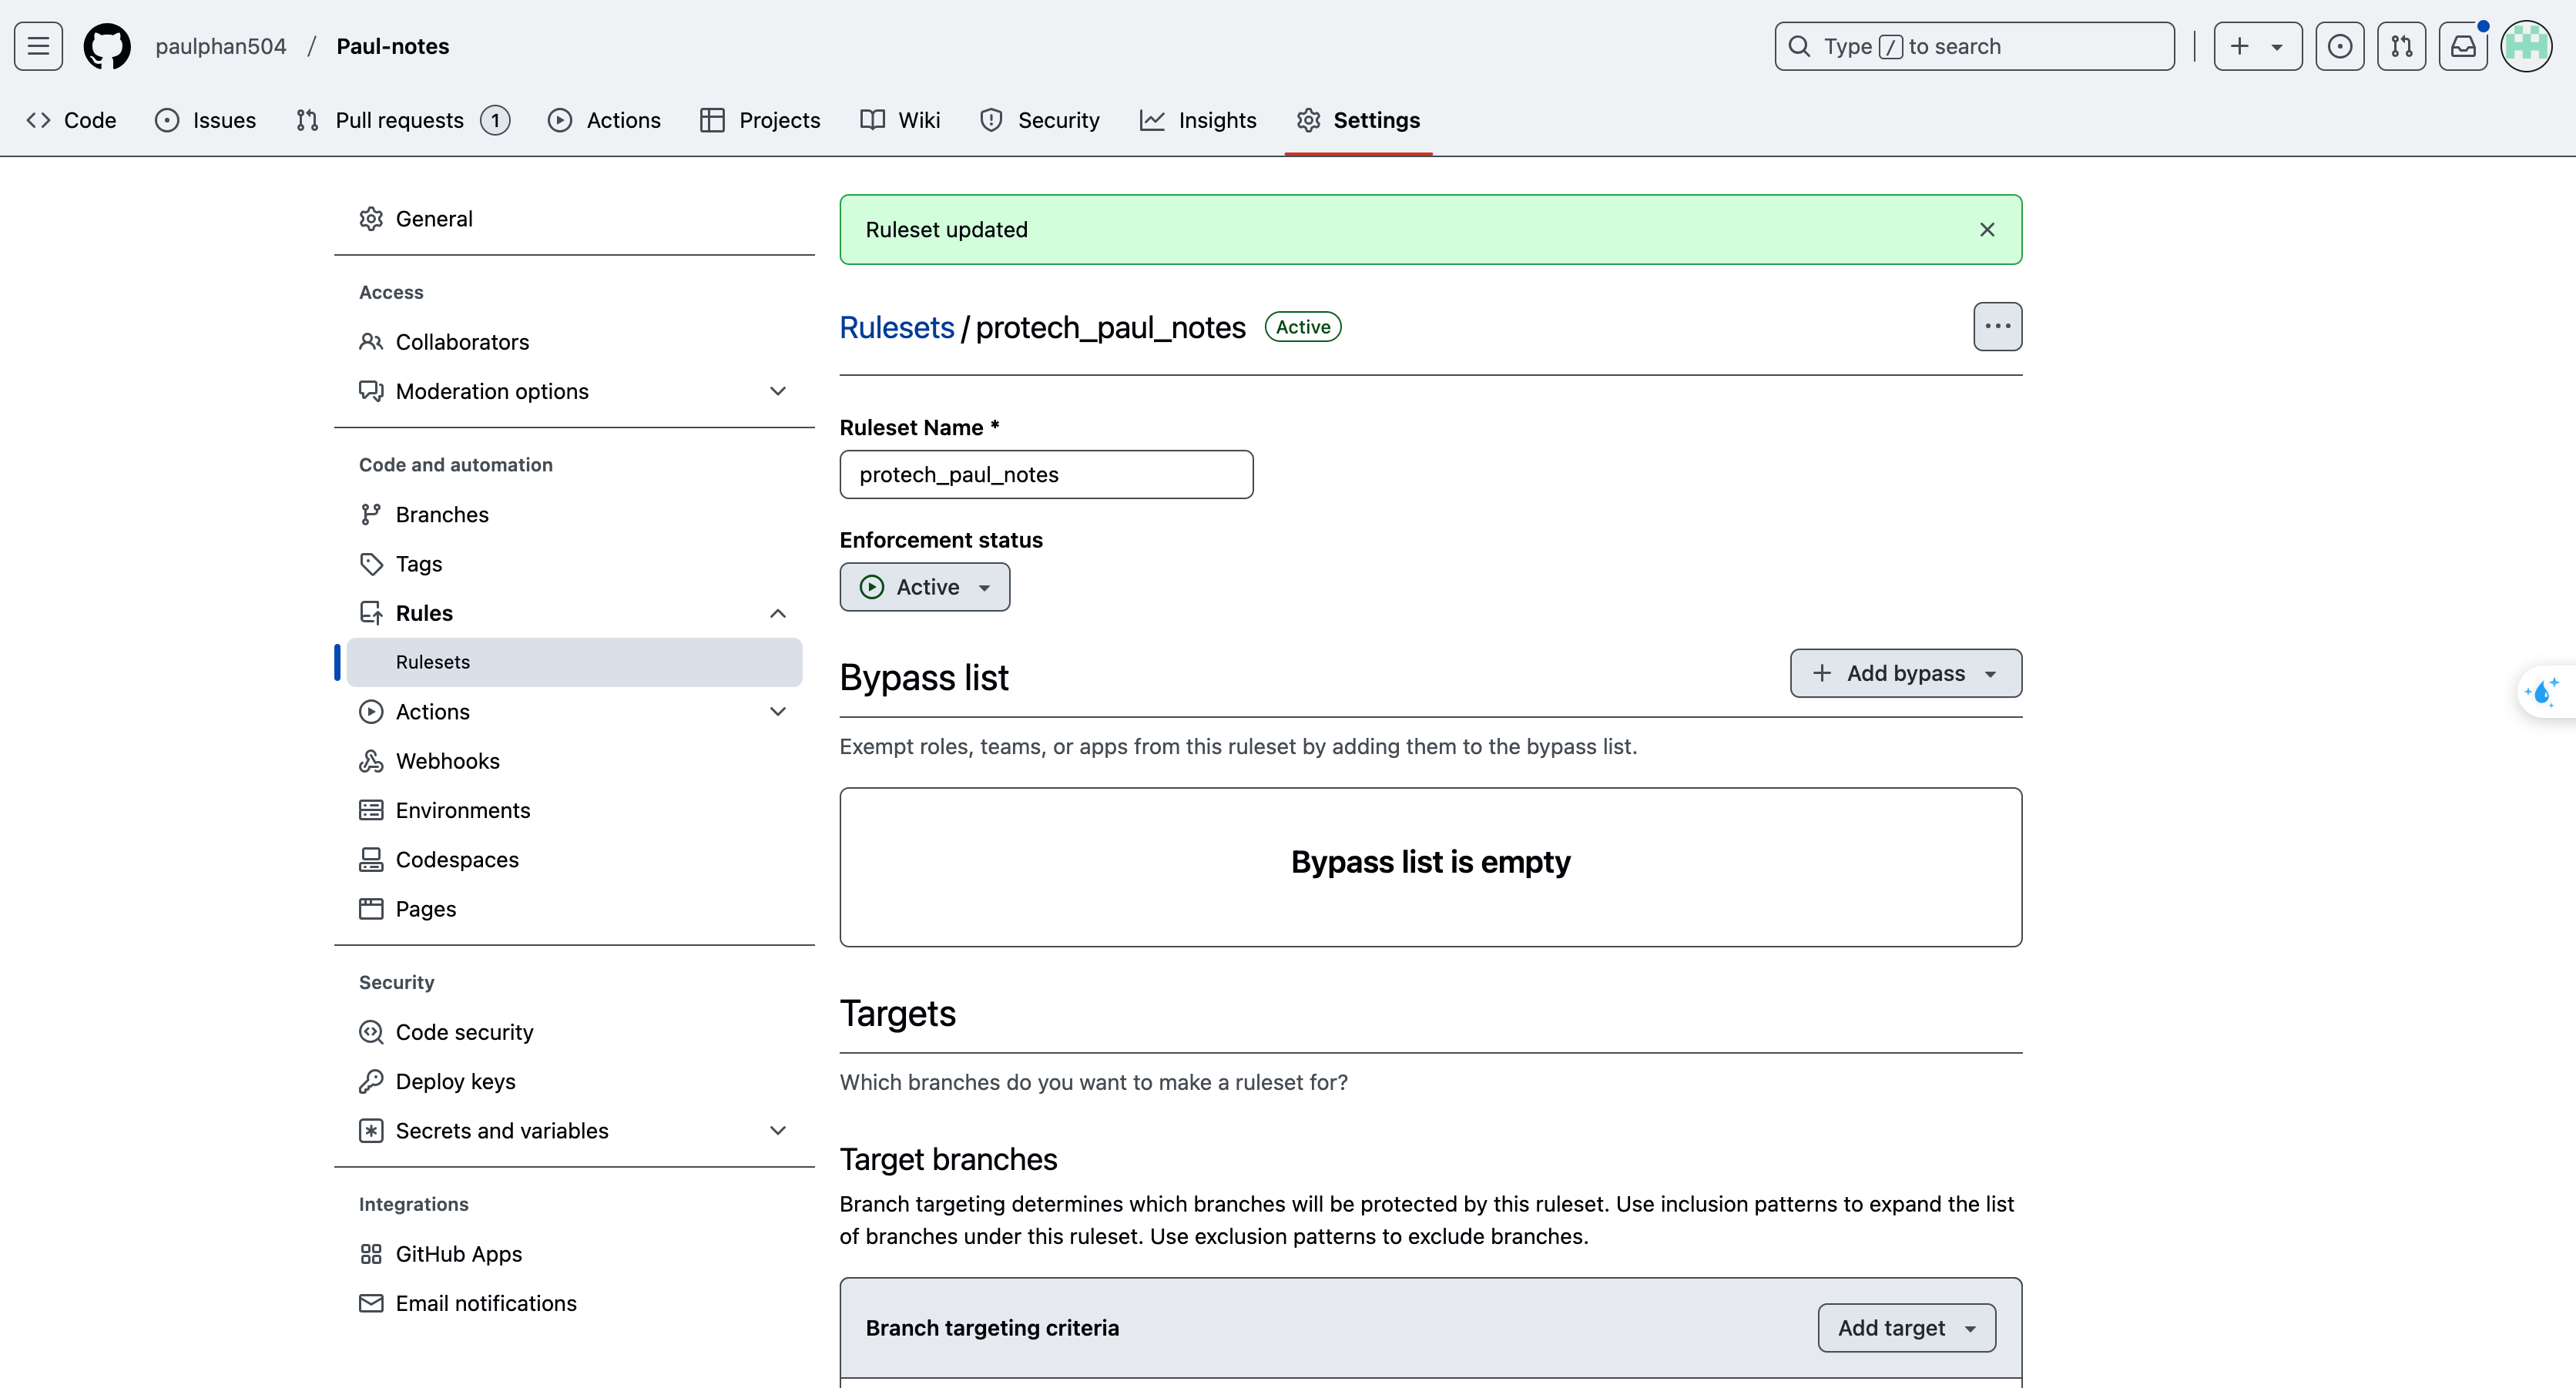 paulphan504 / Paul-notes
Type / to search
Code
Issues
Pull requests 1
Actions
Projects
Wiki
Security
Insights
Settings
General
Access
Collaborators
Moderation options
Code and automation
Branches
Tags
Rules
Rulesets
Actions
Webhooks
Environments
Codespaces
Pages
Security
Code security
Deploy keys
Secrets and variables
Integrations
GitHub Apps
Email notifications
Ruleset updated
Rulesets / protech_paul_notes Active
Ruleset Name *
protech_paul_notes
Enforcement status
Active
Bypass list
Add bypass
Exempt roles, teams, or apps from this ruleset by adding them to the bypass list.
Bypass list is empty
Targets
Which branches do you want to make a ruleset for?
Target branches
Branch targeting determines which branches will be protected by this ruleset. Use inclusion patterns to expand the list
of branches under this ruleset. Use exclusion patterns to exclude branches.
Branch targeting criteria
Add target